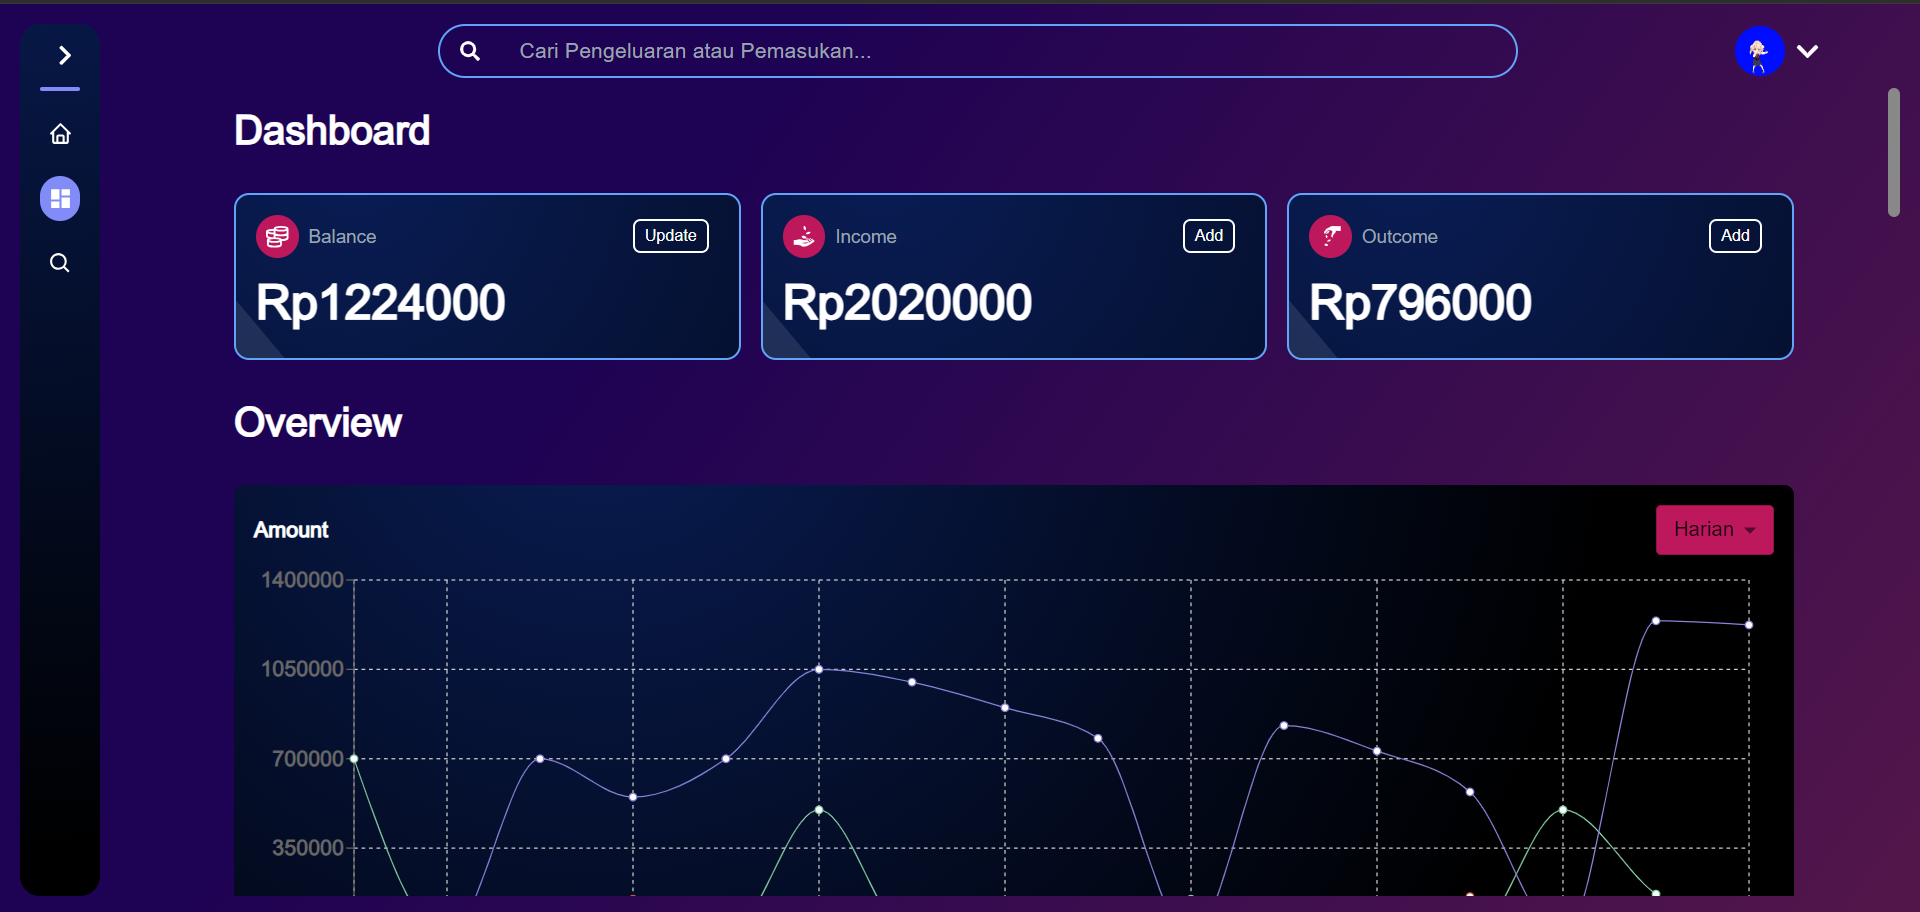 Cari Pengeluaran atau Pemasukan...
Dashboard
Balance
Update
Rp1224000
Income
Add
Rp2020000
Outcome
Add
Rp796000
Overview
Amount
Harian
1400000
1050000
700000
350000